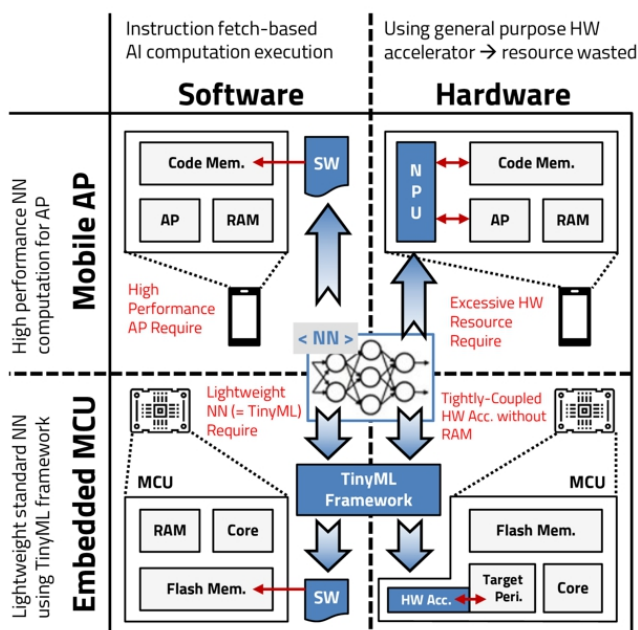 Instruction fetch-based
AI computation execution
Using general purpose HW
accelerator → resource wasted
Software
Hardware
High performance NN
computation for AP
Mobile AP
Code Mem.
SW
AP
RAM
High
Performance
AP Require
N
P
U
Code Mem.
AP
RAM
Excessive HW
Resource
Require
< NN >
Lightweight standard NN
using TinyML framework
Embedded MCU
Lightweight
NN (= TinyML)
Require
Tightly-Coupled
HW Acc. without
RAM
TinyML
Framework
MCU
RAM
Core
Flash Mem.
SW
MCU
Flash Mem.
HW Acc.
Target
Peri.
Core